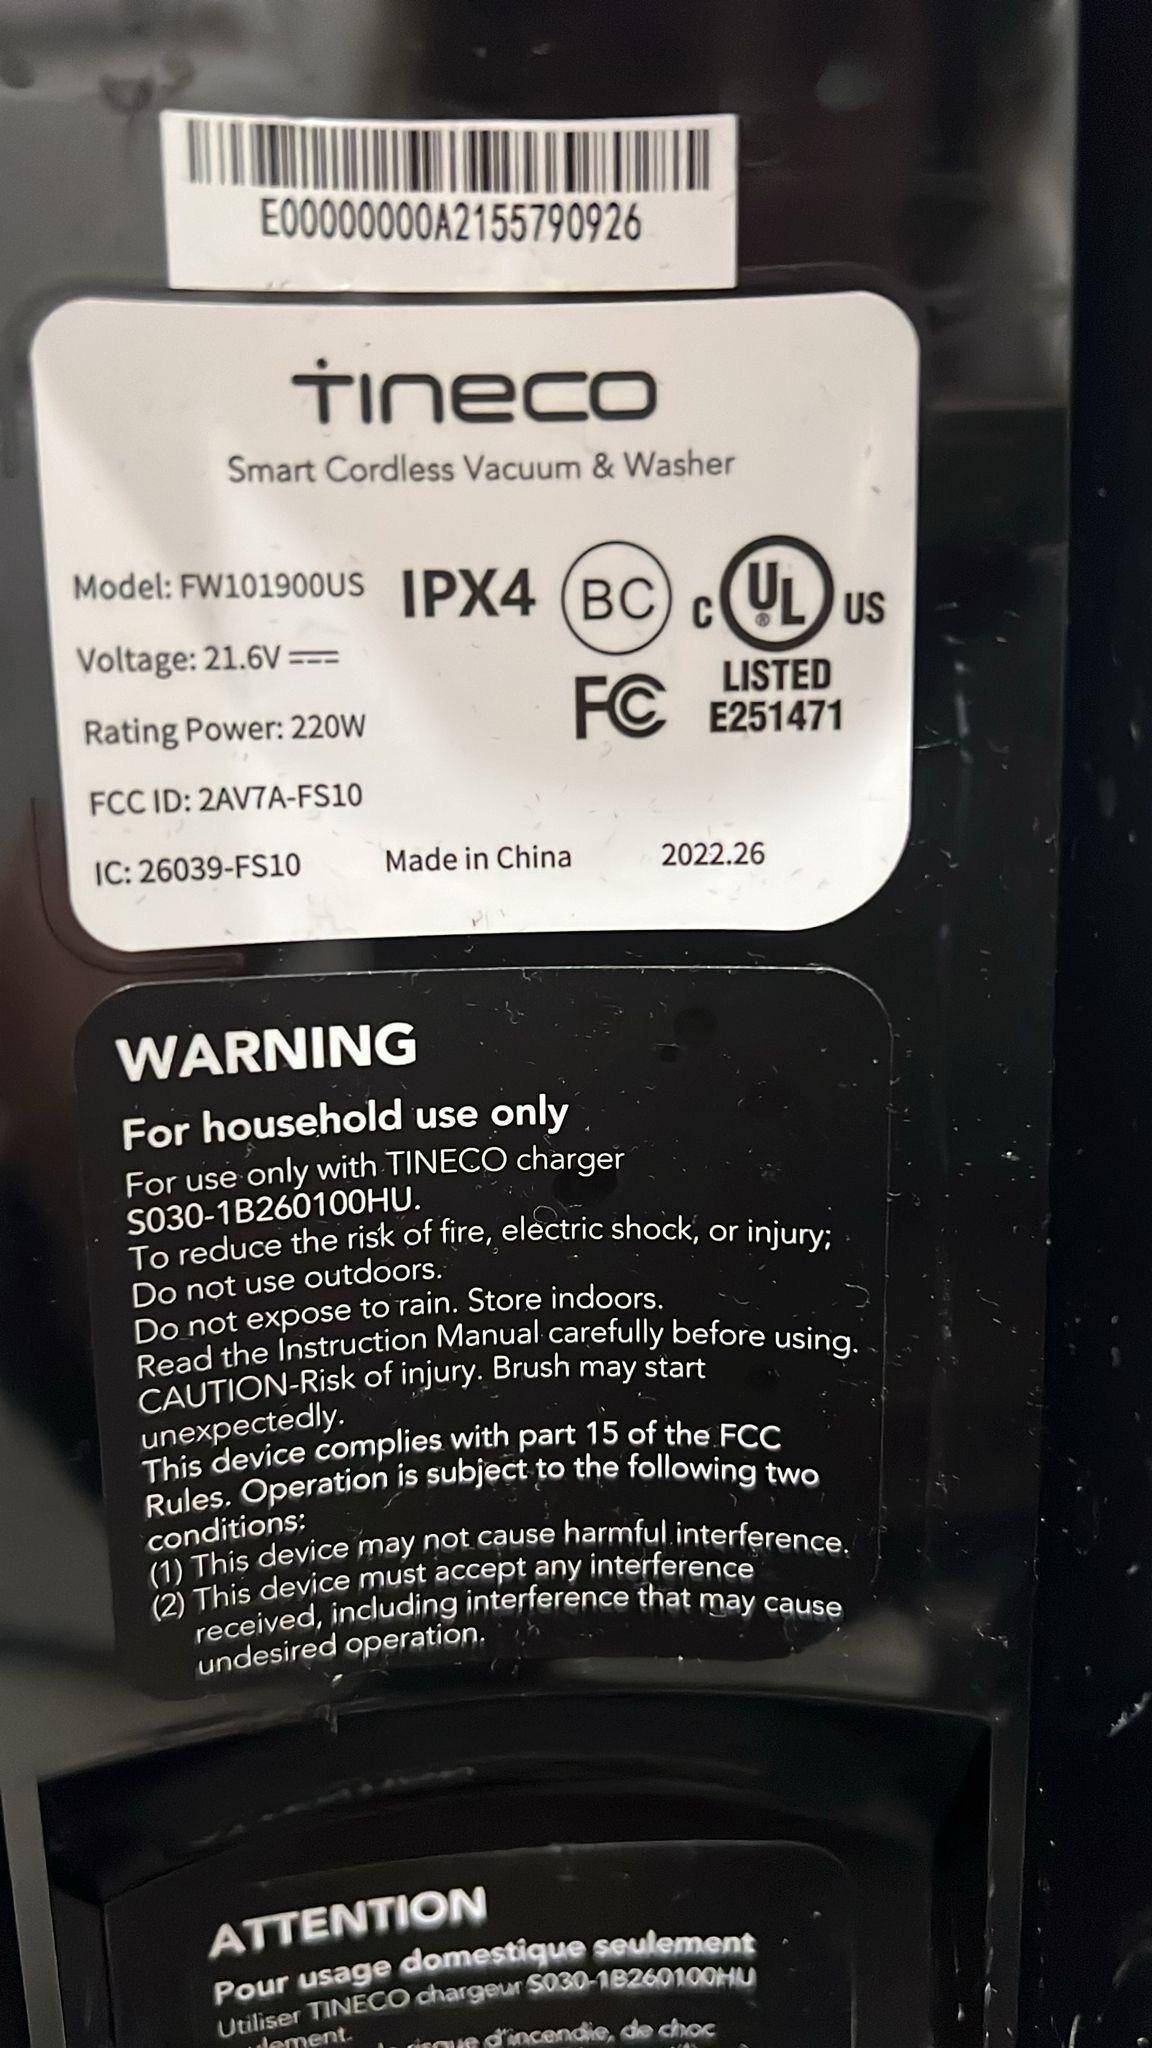 E00000000A2155790926
TINECO
Smart Cordless Vacuum & Washer
Model: FW101900US
IPX4
BC
c UL ® US
Voltage: 21.6V
LISTED
FC
E251471
Rating Power: 220W
FCC ID: 2AV7A-FS10
IC: 26039-FS10 Made in China 2022.26
WARNING
For household use only
For use only with TINECO charger
S030-1B260100HU.
To reduce the risk of fire, electric shock, or injury;
Do not use outdoors.
Do not expose to rain. Store indoors.
Read the Instruction Manual carefully before using.
CAUTION-Risk of injury. Brush may start
unexpectedly.
This device complies with part 15 of the FCC
Rules. Operation is subject to the following two
conditions:
(1) This device may not cause harmful interference.
(2) This device must accept any interference
received, including interference that may cause
undesired operation.
ATTENTION
Pour usage domestique seulement
Utiliser TINECO chargeur S030-1B260100HU
d'incendie, de choc